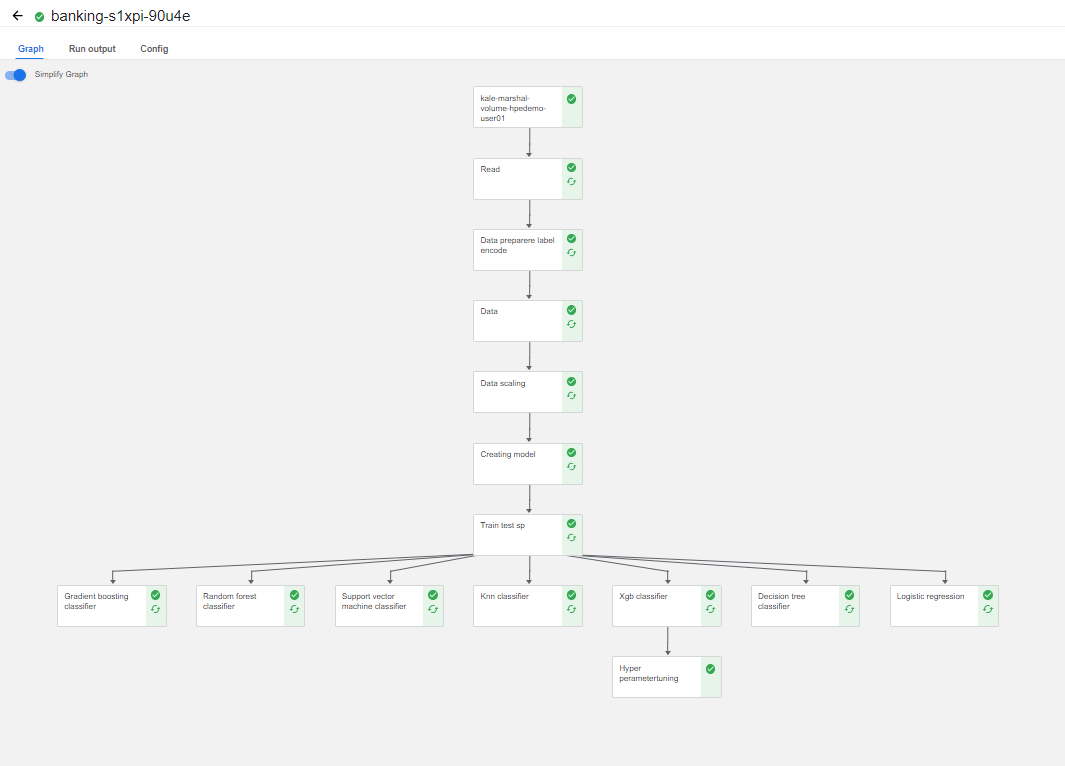 banking-s1xpi-90u4e
Graph
Run output
Config
Simplify Graph
kale-marshal-
volume-hpedemo-
user01
Read
Data preparere label
encode
Data
Data scaling
Creating model
Train test sp
Gradient boosting
classifier
Random forest
classifier
Support vector
machine classifier
Knn classifier
Xgb classifier
Decision tree
classifier
Logistic regression
Hyper
perametertuning